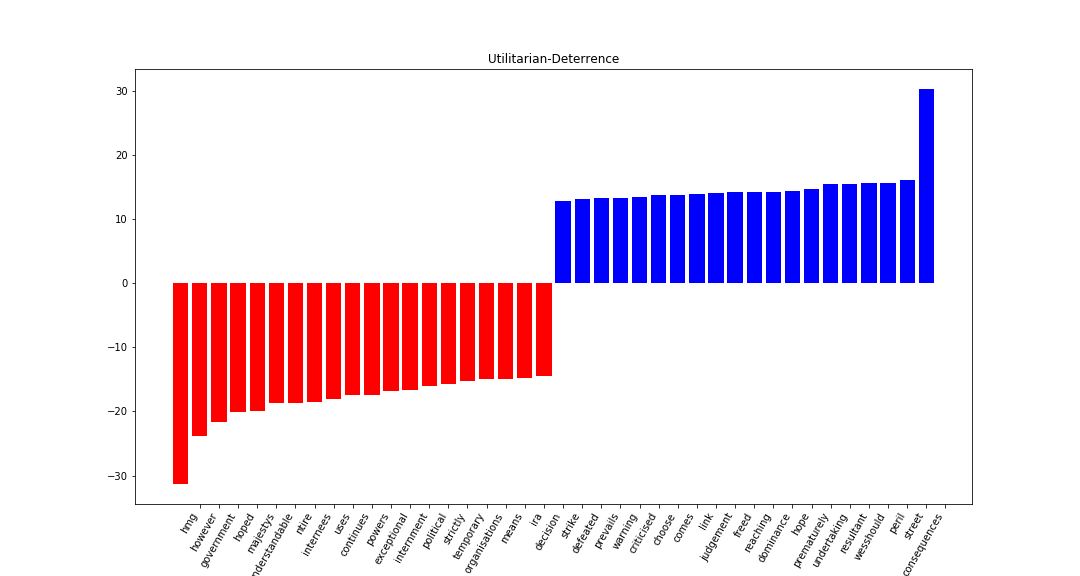 Utilitarian-Deterrence
30
20
10
0
−10
−20
−30
hmg
however
government
hoped
majestys
nderstandable
ntire
internees
uses
continues
powers
exceptional
internment
political
strictly
temporary
organisations
means
ira
decision
strike
defeated
prevails
warning
criticised
choose
comes
link
judgement
freed
reaching
dominance
hope
prematurely
undertaking
resultant
wesshould
peril
street
consequences